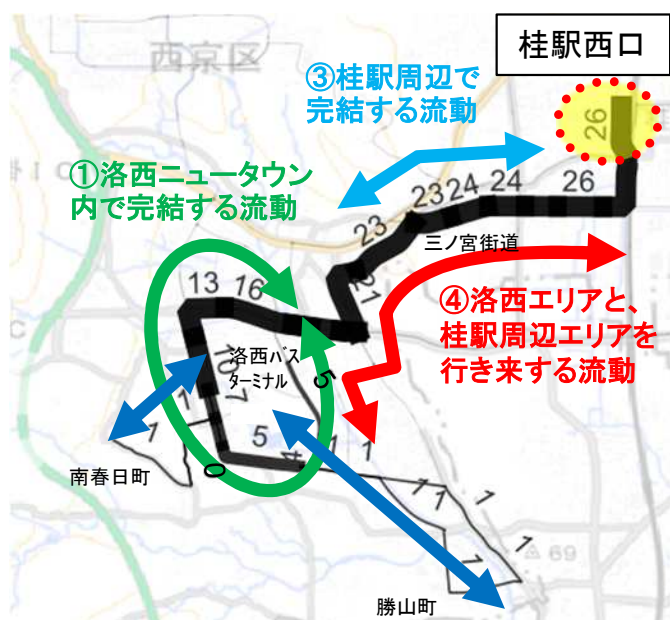 西京区
桂駅西口
③桂駅周辺で
完結する流動
26
①洛西ニュータウン
内で完結する流動
23
24
24
26
23
三ノ宮街道
21
13
16
④洛西エリアと、
桂駅周辺エリアを
行き来する流動
洛西バス
ターミナル
10
7
5
1
1
5
4
1
1
0
南春日町
1
1
1
1
1
69
勝山町